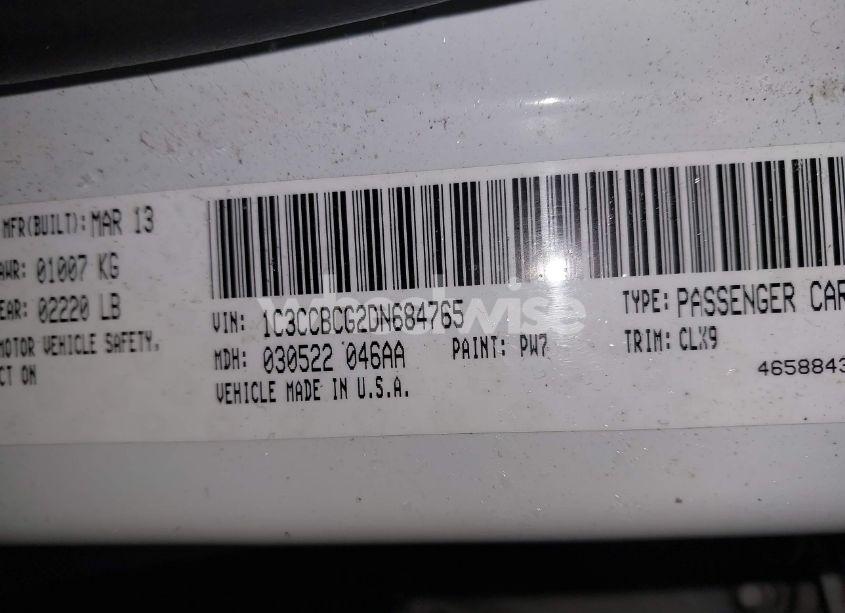 MFR(BUILT): MAR 13
AWR: 01007 KG
EAR: 02220 LB
MOTOR VEHICLE SAFETY,
CT ON
VIN: 1C3CCBCG2DN684765
TYPE: PASSENGER CAR
MDH: 030522 046AA PAINT: PW7 TRIM: CLX9
VEHICLE MADE IN U.S.A.
4658843
wheelwise